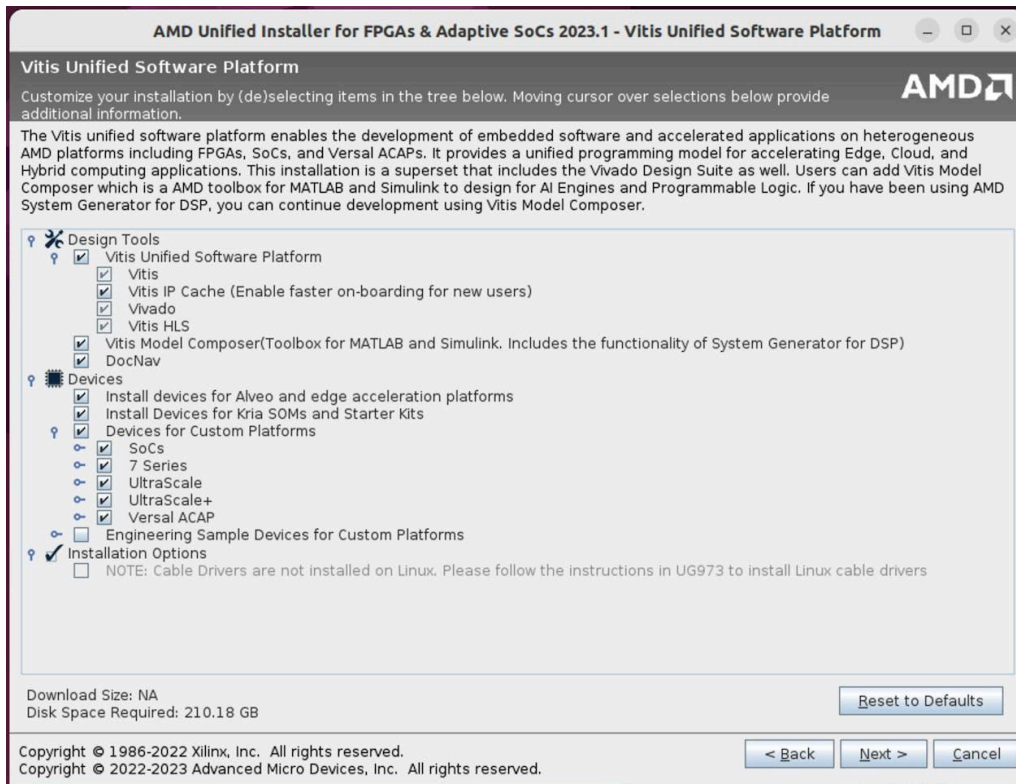 AMD Unified Installer for FPGAs & Adaptive SoCs 2023.1 - Vitis Unified Software Platform
Vitis Unified Software Platform
Customize your installation by (de)selecting items in the tree below. Moving cursor over selections below provide
additional information.
AMD
The Vitis unified software platform enables the development of embedded software and accelerated applications on heterogeneous
AMD platforms including FPGAs, SoCs, and Versal ACAPs. It provides a unified programming model for accelerating Edge, Cloud, and
Hybrid computing applications. This installation is a superset that includes the Vivado Design Suite as well. Users can add Vitis Model
Composer which is a AMD toolbox for MATLAB and Simulink to design for AI Engines and Programmable Logic. If you have been using AMD
System Generator for DSP, you can continue development using Vitis Model Composer.
Design Tools
Vitis Unified Software Platform
Vitis
Vitis IP Cache (Enable faster on-boarding for new users)
Vivado
Vitis HLS
Vitis Model Composer(Toolbox for MATLAB and Simulink. Includes the functionality of System Generator for DSP)
DocNav
Devices
Install devices for Alveo and edge acceleration platforms
Install Devices for Kria SOMs and Starter Kits
Devices for Custom Platforms
SoCs
7 Series
UltraScale
UltraScale+
Versal ACAP
Engineering Sample Devices for Custom Platforms
Installation Options
NOTE: Cable Drivers are not installed on Linux. Please follow the instructions in UG973 to install Linux cable drivers
Download Size: NA
Disk Space Required: 210.18 GB
Reset to Defaults
Copyright © 1986-2022 Xilinx, Inc. All rights reserved.
Copyright © 2022-2023 Advanced Micro Devices, Inc. All rights reserved.
< Back
Next >
Cancel